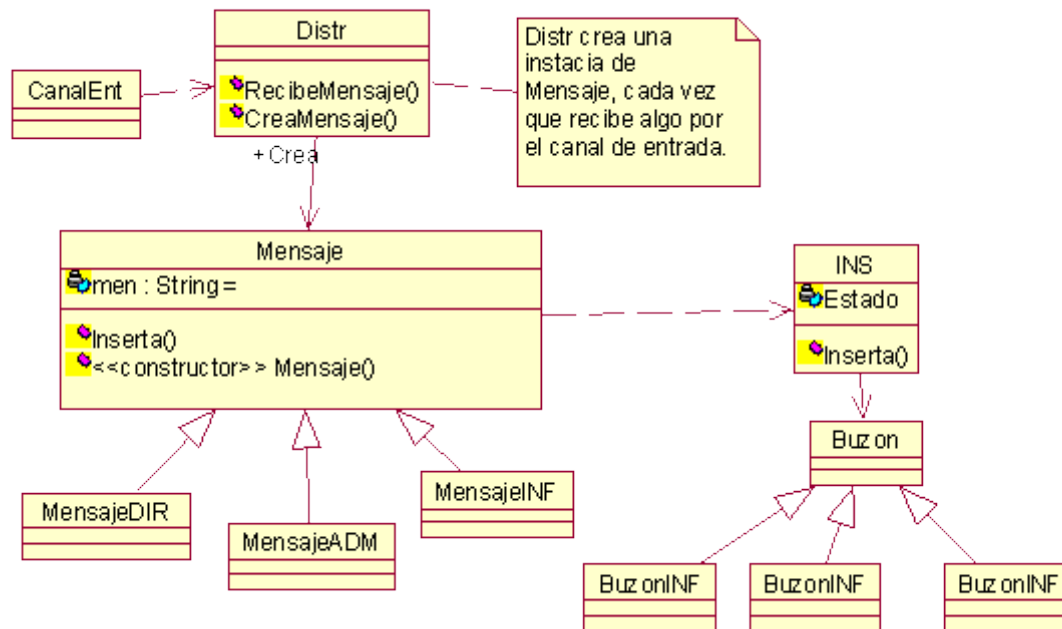 Distr
RecibeMensaje()
CreaMensaje()
Distr crea una
instacia de
Mensaje, cada vez
que recibe algo por
el canal de entrada.
CanalEnt
+Crea
Mensaje
men : String =
Inserta()
<<constructor>> Mensaje()
INS
Estado
Inserta()
Buzon
MensajeDIR
MensajeADM
MensajeINF
BuzonINF
BuzonINF
BuzonINF